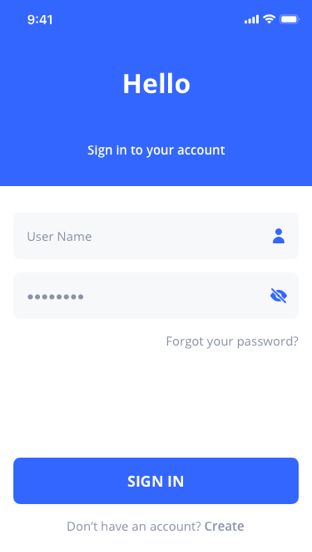 9:41
Hello
Sign in to your account
User Name
••••••••
Forgot your password?
SIGN IN
Don't have an account? Create